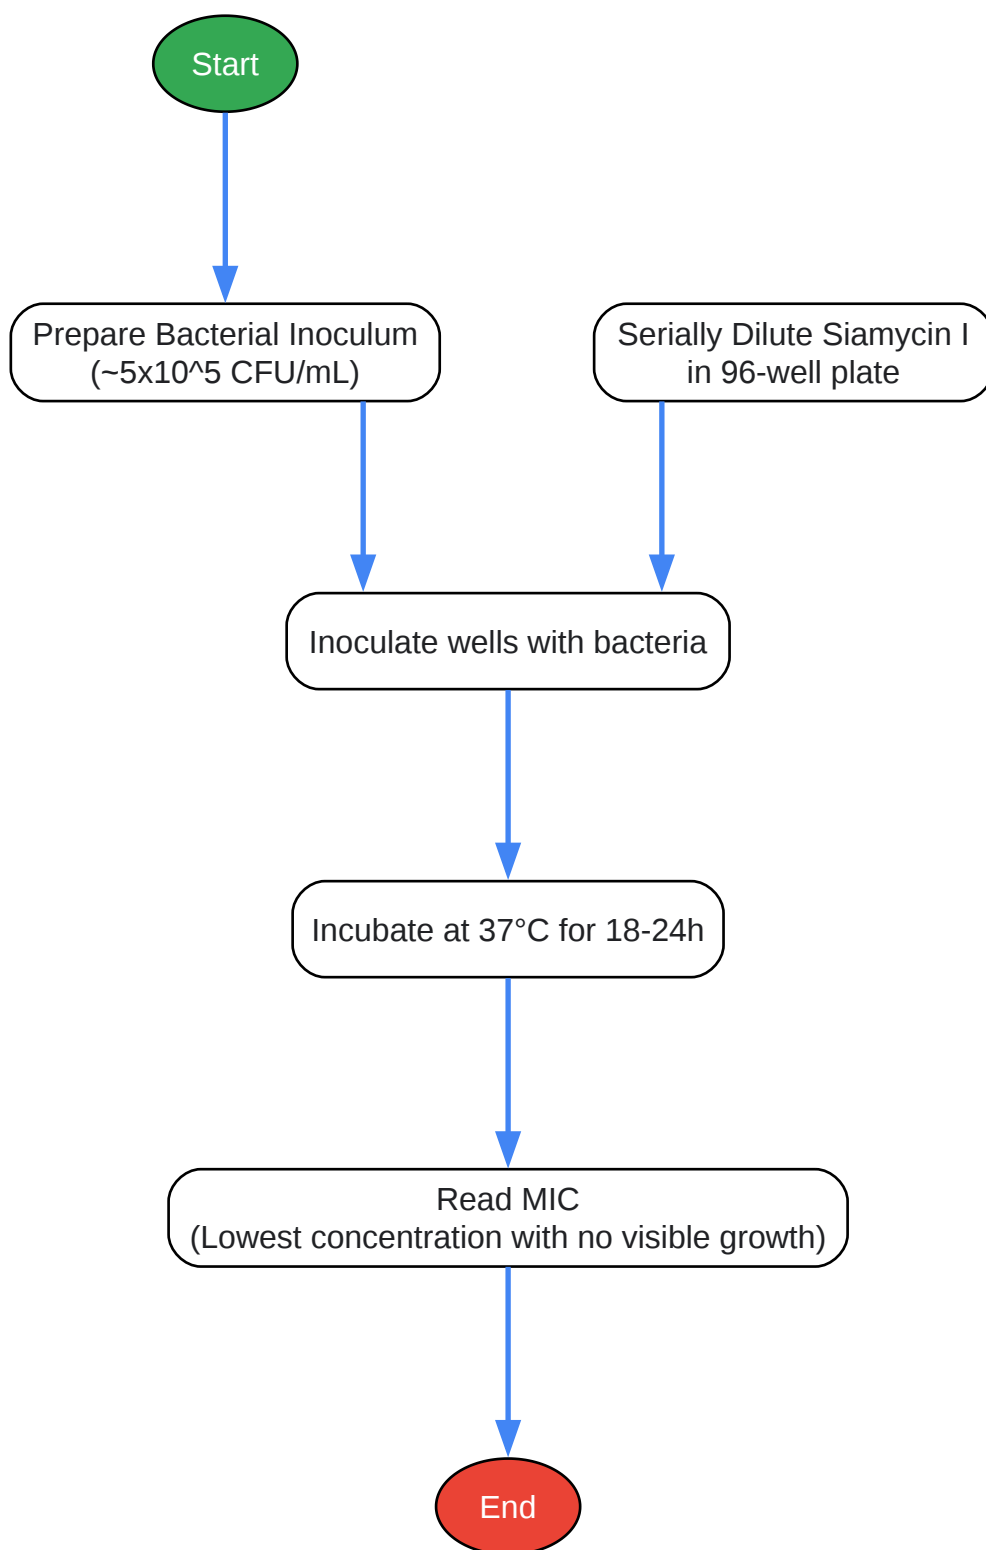 Start
Prepare Bacterial Inoculum
(~5x10^5 CFU/mL)
Serially Dilute Siamycin I
in 96-well plate
Inoculate wells with bacteria
Incubate at 37°C for 18-24h
Read MIC
(Lowest concentration with no visible growth)
End